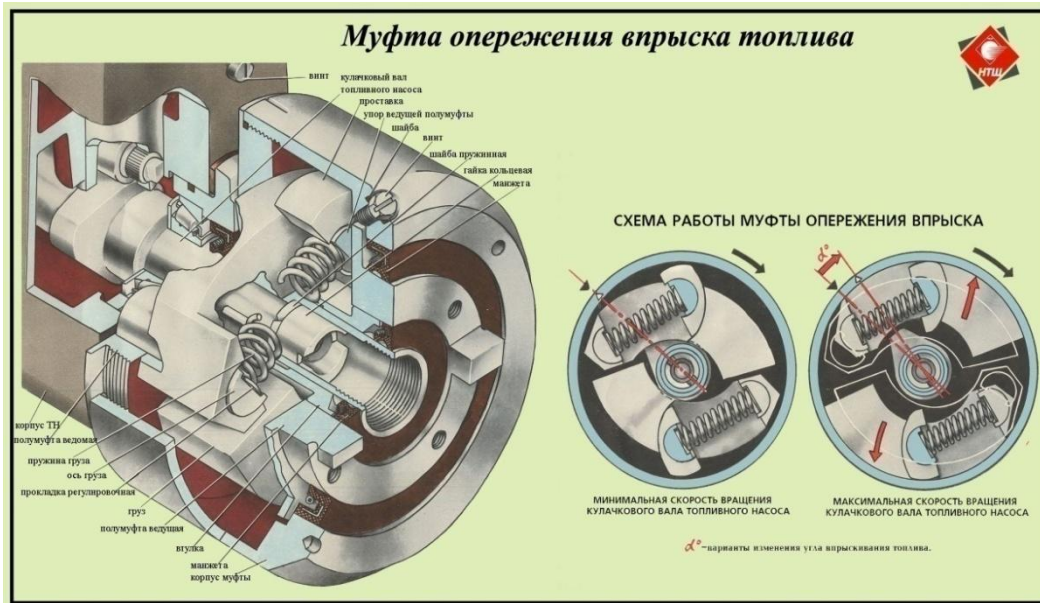 Муфта опережения впрыска топлива
НТЩ
винт
кулачковый вал
топливного насоса
проставка
упор ведущей полумуфты
шайба
винт
шайба пружинная
гайка кольцевая
манжета
СХЕМА РАБОТЫ МУФТЫ ОПЕРЕЖЕНИЯ ВПРЫСКА
α°
корпус ТН
полумуфта ведомая
пружина груза
ось груза
прокладка регулировочная
груз
полумуфта ведущая
втулка
манжета
корпус муфты
МИНИМАЛЬНАЯ СКОРОСТЬ ВРАЩЕНИЯ
КУЛАЧКОВОГО ВАЛА ТОПЛИВНОГО НАСОСА
МАКСИМАЛЬНАЯ СКОРОСТЬ ВРАЩЕНИЯ
КУЛАЧКОВОГО ВАЛА ТОПЛИВНОГО НАСОСА
α°-варианты изменения угла впрыскивания топлива.